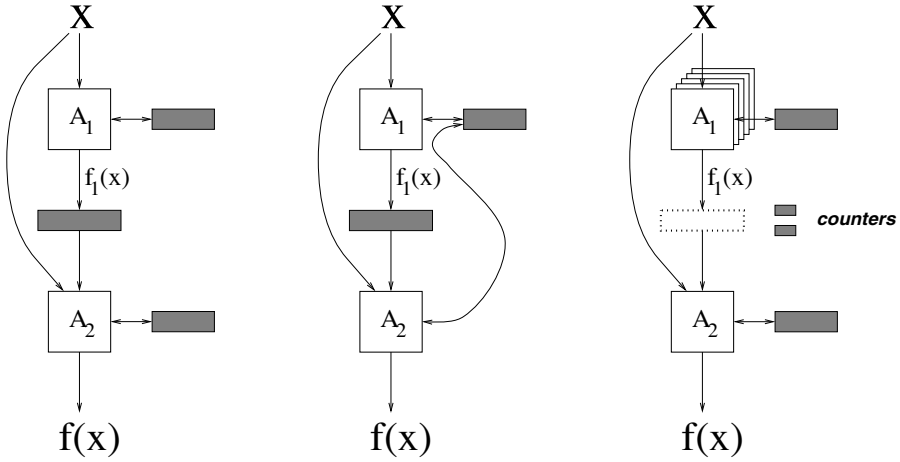 X X X
A₁ A₁ A₁
f₁(x) f₁(x) f₁(x)
counters
A₂ A₂ A₂
f(x) f(x) f(x)